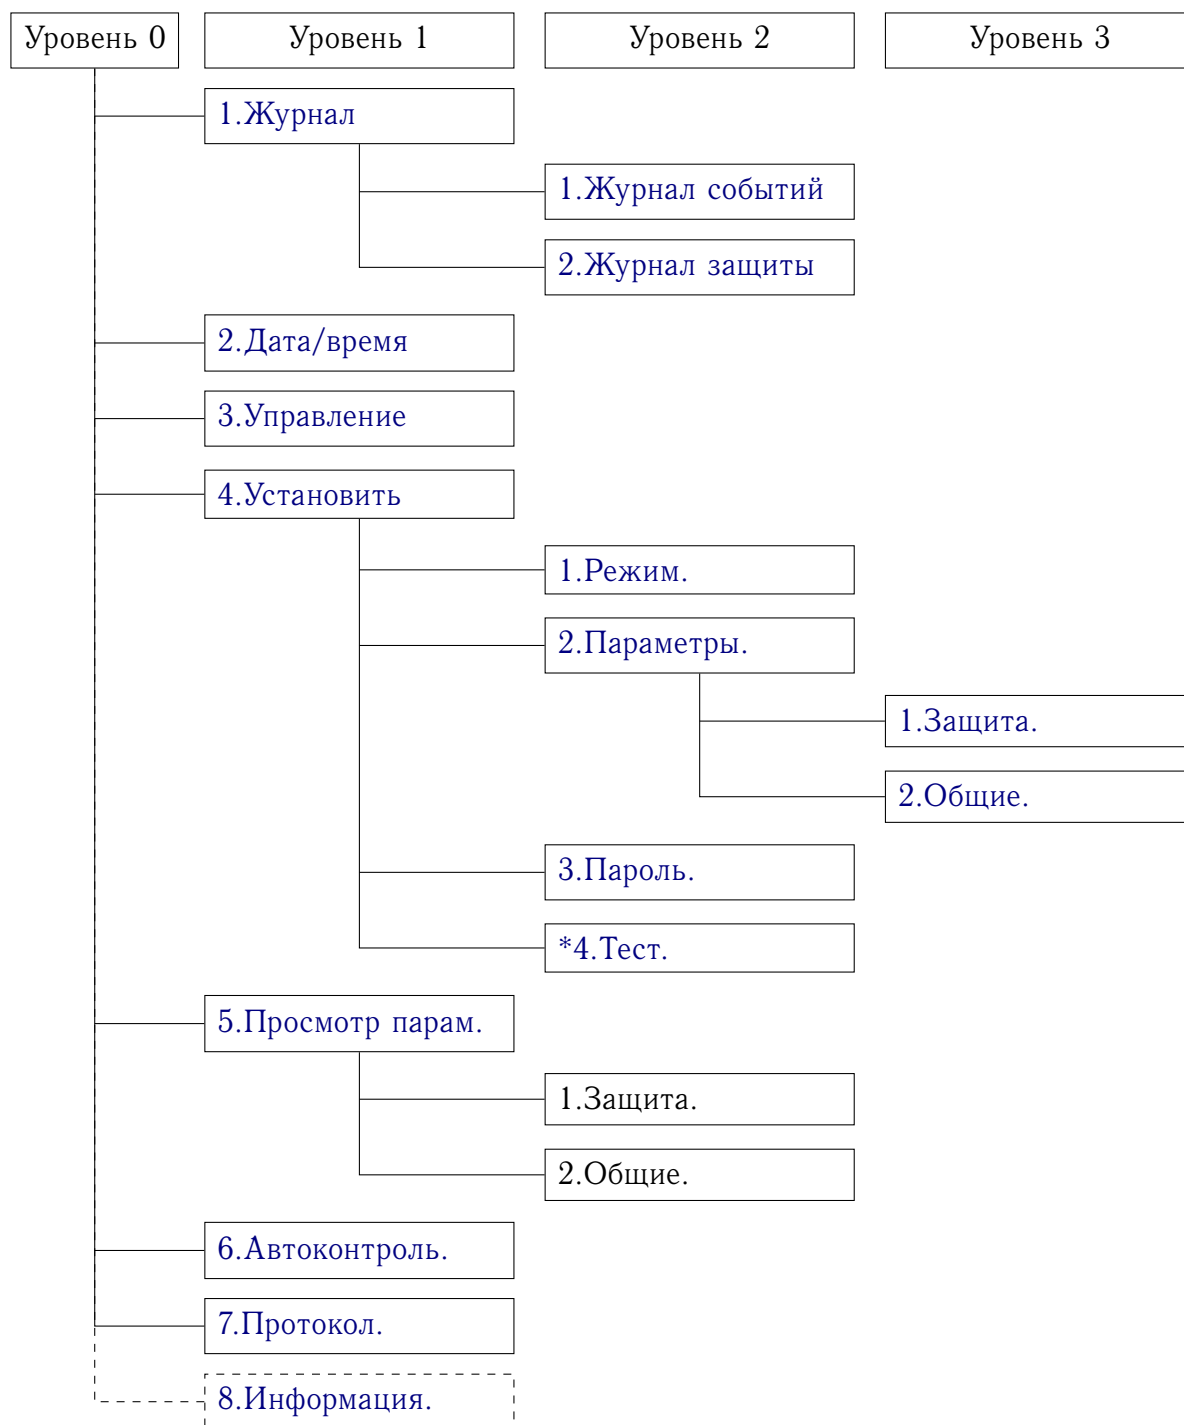 Уровень 0 Уровень 1 Уровень 2 Уровень 3
1.Журнал
1.Журнал событий
2.Журнал защиты
2.Дата/время
3.Управление
4.Установить
1.Режим.
2.Параметры.
1.Защита.
2.Общие.
3.Пароль.
*4.Тест.
5.Просмотр парам.
1.Защита.
2.Общие.
6.Автоконтроль.
7.Протокол.
8.Информация.